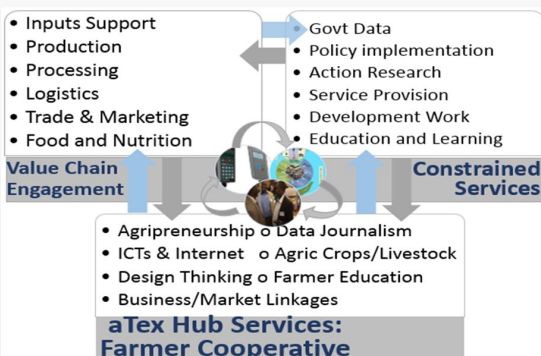 • Inputs Support
• Production
• Processing
• Logistics
• Trade & Marketing
• Food and Nutrition
• Govt Data
• Policy implementation
• Action Research
• Service Provision
• Development Work
• Education and Learning
Value Chain
Engagement
Constrained
Services
• Agripreneurship o Data Journalism
• ICTs & Internet o Agric Crops/Livestock
• Design Thinking o Farmer Education
• Business/Market Linkages
aTex Hub Services:
Farmer Cooperative